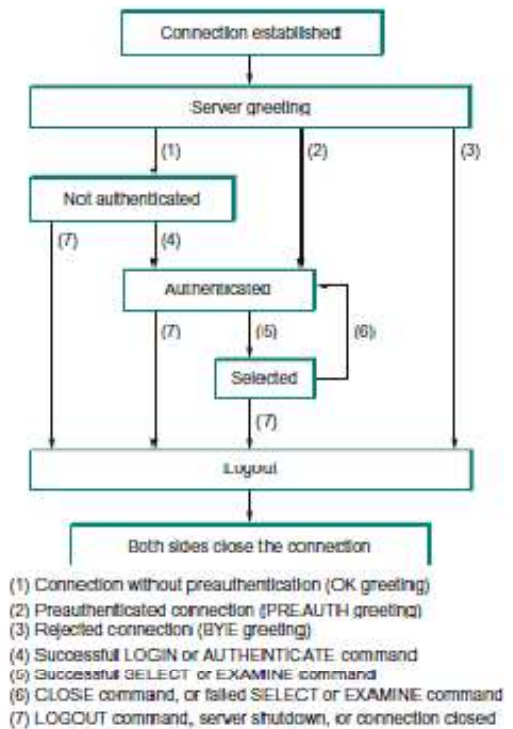 Connection established
Server greeting
(1)
(2)
(3)
Not authenticated
(7)
(4)
Authenticated
(7)
(5)
(6)
Selected
(7)
Logout
Both sides close the connection
(1) Connection without preauthentication (OK greeting)
(2) Preauthenticated connection (PREAUTH greeting)
(3) Rejected connection (BYE greeting)
(4) Successful LOGIN or AUTHENTICATE command
(5) Successful SELECT or EXAMINE command
(6) CLOSE command, or failed SELECT or EXAMINE command
(7) LOGOUT command, server shutdown, or connection closed